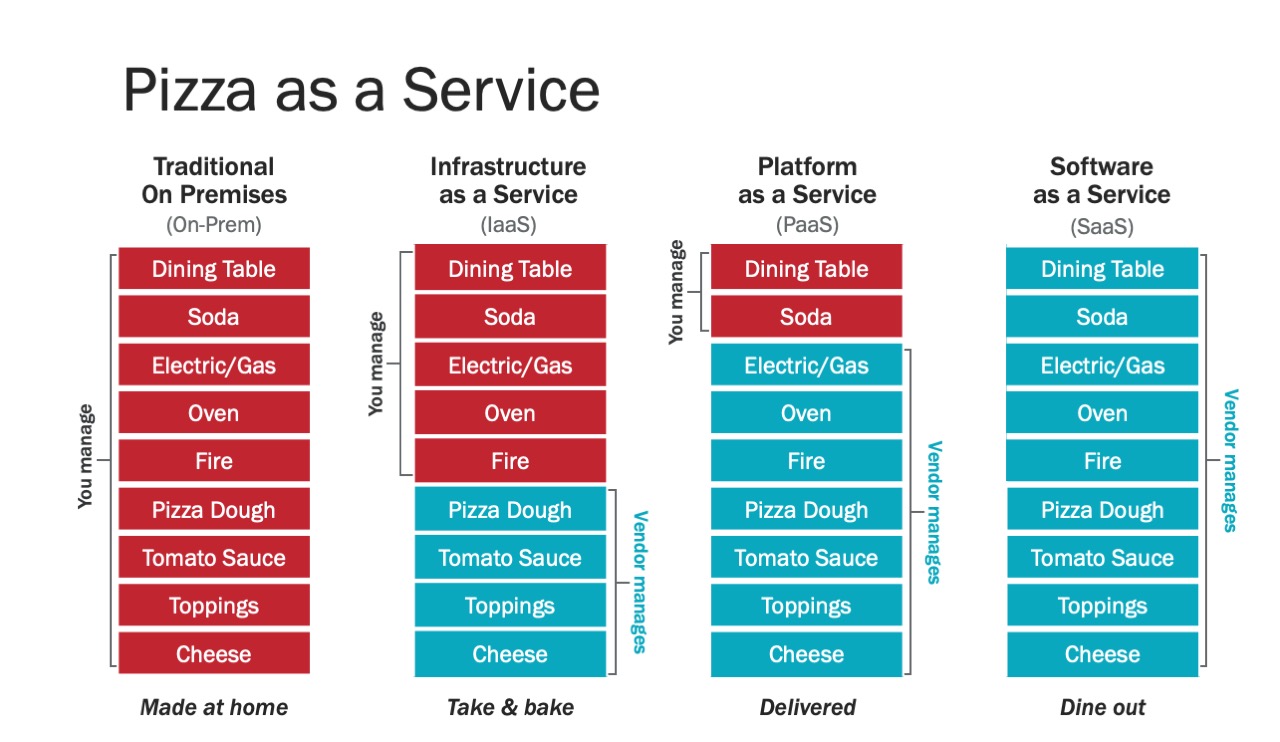 Pizza as a Service
Traditional
On Premises
(On-Prem)
You manage
Dining Table
Soda
Electric/Gas
Oven
Fire
Pizza Dough
Tomato Sauce
Toppings
Cheese
Made at home
Infrastructure
as a Service
(IaaS)
You manage
Dining Table
Soda
Electric/Gas
Oven
Fire
Pizza Dough
Tomato Sauce
Toppings
Cheese
Vendor manages
Take & bake
Platform
as a Service
(PaaS)
You manage
Dining Table
Soda
Electric/Gas
Oven
Fire
Pizza Dough
Tomato Sauce
Toppings
Cheese
Vendor manages
Delivered
Software
as a Service
(SaaS)
Dining Table
Soda
Electric/Gas
Oven
Fire
Pizza Dough
Tomato Sauce
Toppings
Cheese
Vendor manages
Dine out